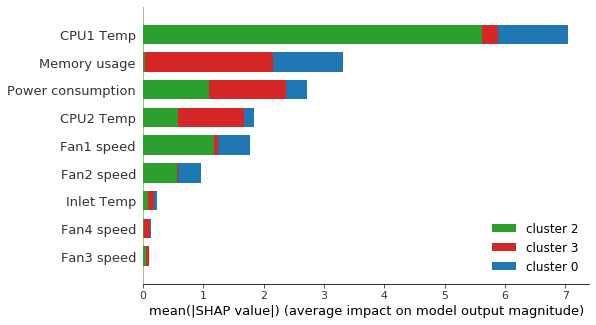 CPU1 Temp
Memory usage
Power consumption
CPU2 Temp
Fan1 speed
Fan2 speed
Inlet Temp
Fan4 speed
Fan3 speed
cluster 2
cluster 3
cluster 0
0 1 2 3 4 5 6 7
mean(|SHAP value|) (average impact on model output magnitude)